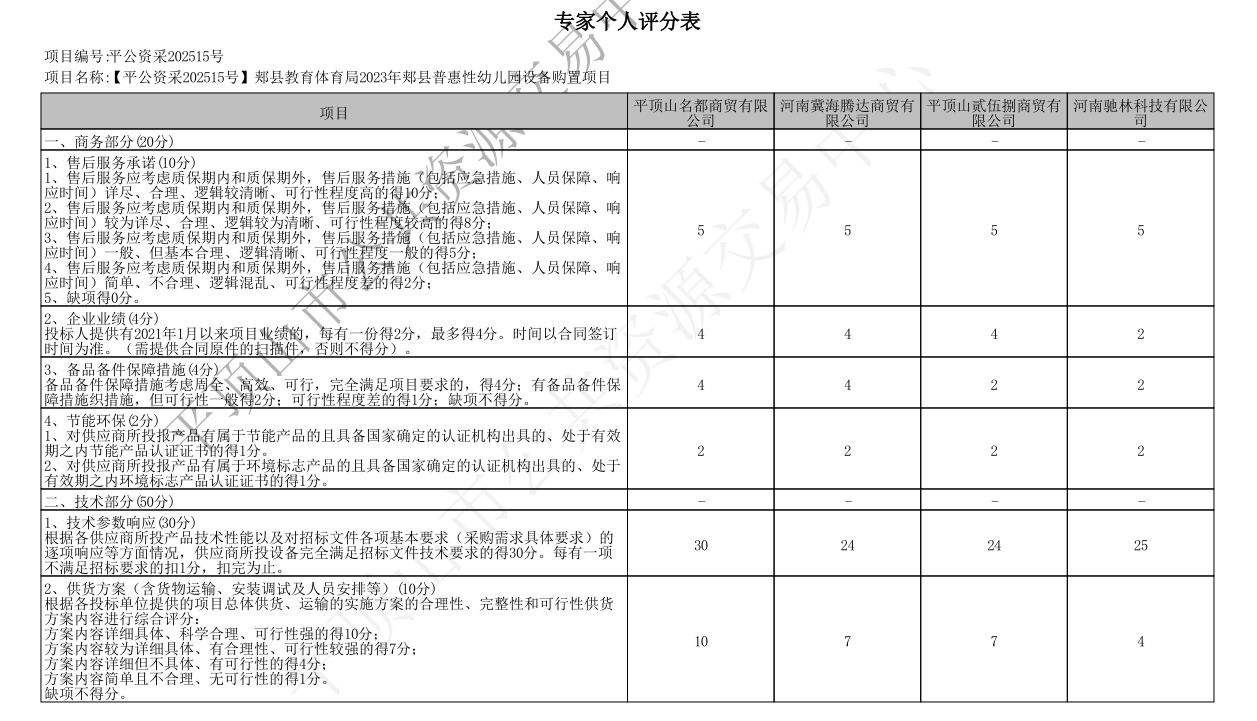 专家个人评分表
项目编号:平公资采202515号
项目名称:【平公资采202515号】郏县教育体育局2023年郏县普惠性幼儿园设备购置项目
项目
平顶山名都商贸有限
公司
河南冀海腾达商贸有
限公司
平顶山贰伍捌商贸有
限公司
河南驰林科技有限公
司
一、商务部分(20分)
-
-
-
-
1、售后服务承诺(10分)
1、售后服务应考虑质保期内和质保期外，售后服务措施（包括应急措施、人员保障、响
应时间）详尽、合理、逻辑较清晰、可行性程度高的得10分；
2、售后服务应考虑质保期内和质保期外，售后服务措施（包括应急措施、人员保障、响
应时间）较为详尽、合理、逻辑较为清晰、可行性程度较高的得8分；
3、售后服务应考虑质保期内和质保期外，售后服务措施（包括应急措施、人员保障、响
应时间）一般、但基本合理、逻辑清晰、可行性程度一般的得5分；
4、售后服务应考虑质保期内和质保期外，售后服务措施（包括应急措施、人员保障、响
应时间）简单、不合理、逻辑混乱、可行性程度差的得2分；
5、缺项得0分。
5
5
5
5
2、企业业绩(4分)
投标人提供有2021年1月以来项目业绩的，每有一份得2分，最多得4分。时间以合同签订
时间为准。（需提供合同原件的扫描件，否则不得分）。
4
4
4
2
3、备品备件保障措施(4分)
备品备件保障措施考虑周全、高效、可行，完全满足项目要求的，得4分；有备品备件保
障措施织措施，但可行性一般得2分；可行性程度差的得1分；缺项不得分。
4
4
2
2
4、节能环保(2分)
1、对供应商所投报产品有属于节能产品的且具备国家确定的认证机构出具的、处于有效
期之内节能产品认证证书的得1分。
2、对供应商所投报产品有属于环境标志产品的且具备国家确定的认证机构出具的、处于
有效期之内环境标志产品认证证书的得1分。
2
2
2
2
二、技术部分(50分)
-
-
-
-
1、技术参数响应(30分)
根据各供应商所投产品技术性能以及对招标文件各项基本要求（采购需求具体要求）的
逐项响应等方面情况，供应商所投设备完全满足招标文件技术要求的得30分。每有一项
不满足招标要求的扣1分，扣完为止。
30
24
24
25
2、供货方案（含货物运输、安装调试及人员安排等）(10分)
根据各投标单位提供的项目总体供货、运输的实施方案的合理性、完整性和可行性供货
方案内容进行综合评分：
方案内容详细具体、科学合理、可行性强的得10分；
方案内容较为详细具体、有合理性、可行性较强的得7分；
方案内容详细但不具体、有可行性的得4分；
方案内容简单且不合理、无可行性的得1分。
缺项不得分。
10
7
7
4
平顶山市公共资源交易中
平顶山市公共资源交易中心